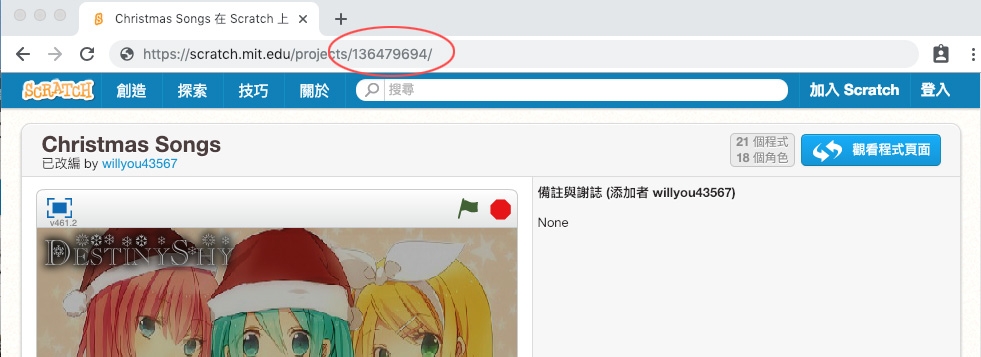 Christmas Songs 在 Scratch 上
https://scratch.mit.edu/projects/136479694/
SCRATCH 創造 探索 技巧 關於 搜尋 加入 Scratch 登入
Christmas Songs
已改編 by willyou43567
21 個程式
18 個角色
觀看程式頁面
v461.2
備註與謝誌 (添加者 willyou43567)
None
DESTINYSHY